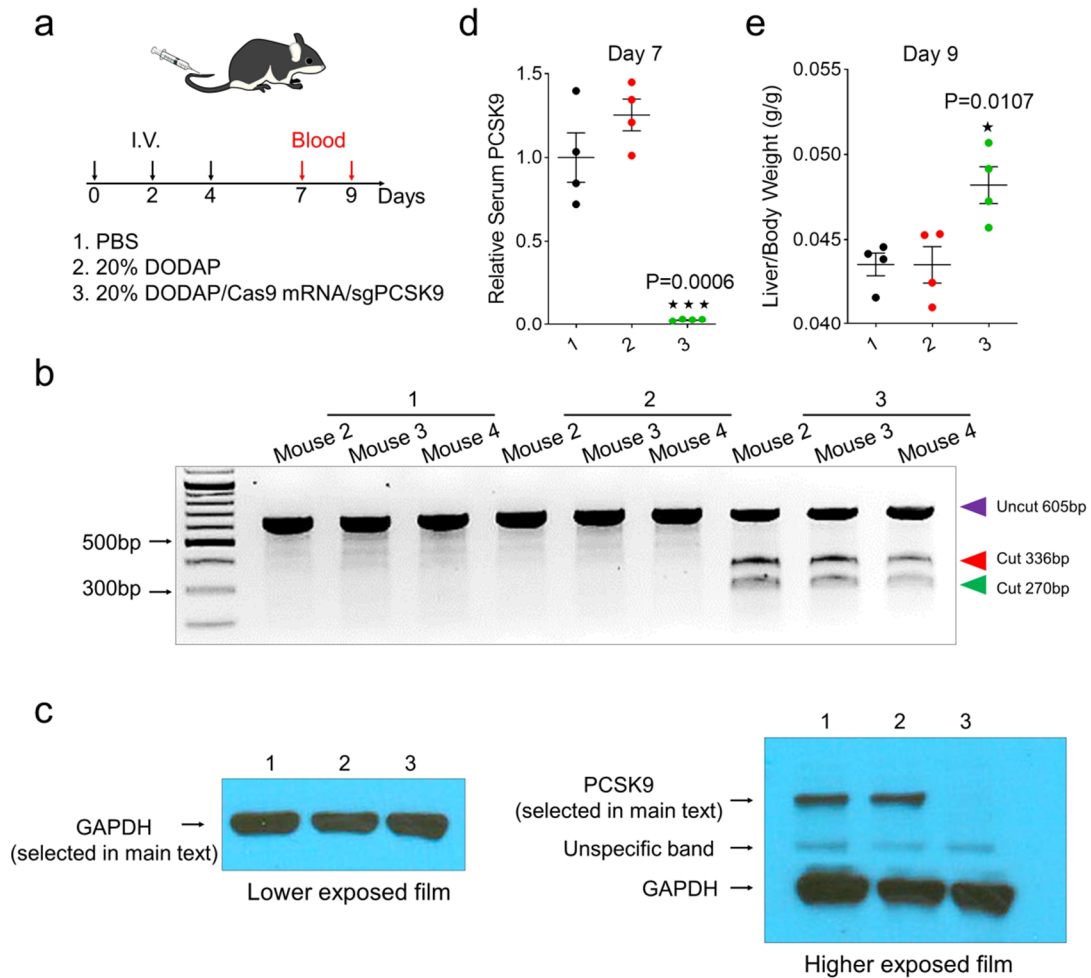 a
I.V.
Blood
0 2 4 7 9 Days
1. PBS
2. 20% DODAP
3. 20% DODAP/Cas9 mRNA/sgPCSK9
d
Day 7
Relative Serum PCSK9
1.5
1.0
0.5
0.0
P=0.0006
★★★
1 2 3
e
Day 9
Liver/Body Weight (g/g)
0.055
0.050
0.045
0.040
P=0.0107
★
1 2 3
b
1 2 3
Mouse 2 Mouse 3 Mouse 4 Mouse 2 Mouse 3 Mouse 4 Mouse 2 Mouse 3 Mouse 4
500bp
300bp
Uncut 605bp
Cut 336bp
Cut 270bp
c
1 2 3
GAPDH
(selected in main text)
Lower exposed film
1 2 3
PCSK9
(selected in main text)
Unspecific band
GAPDH
Higher exposed film